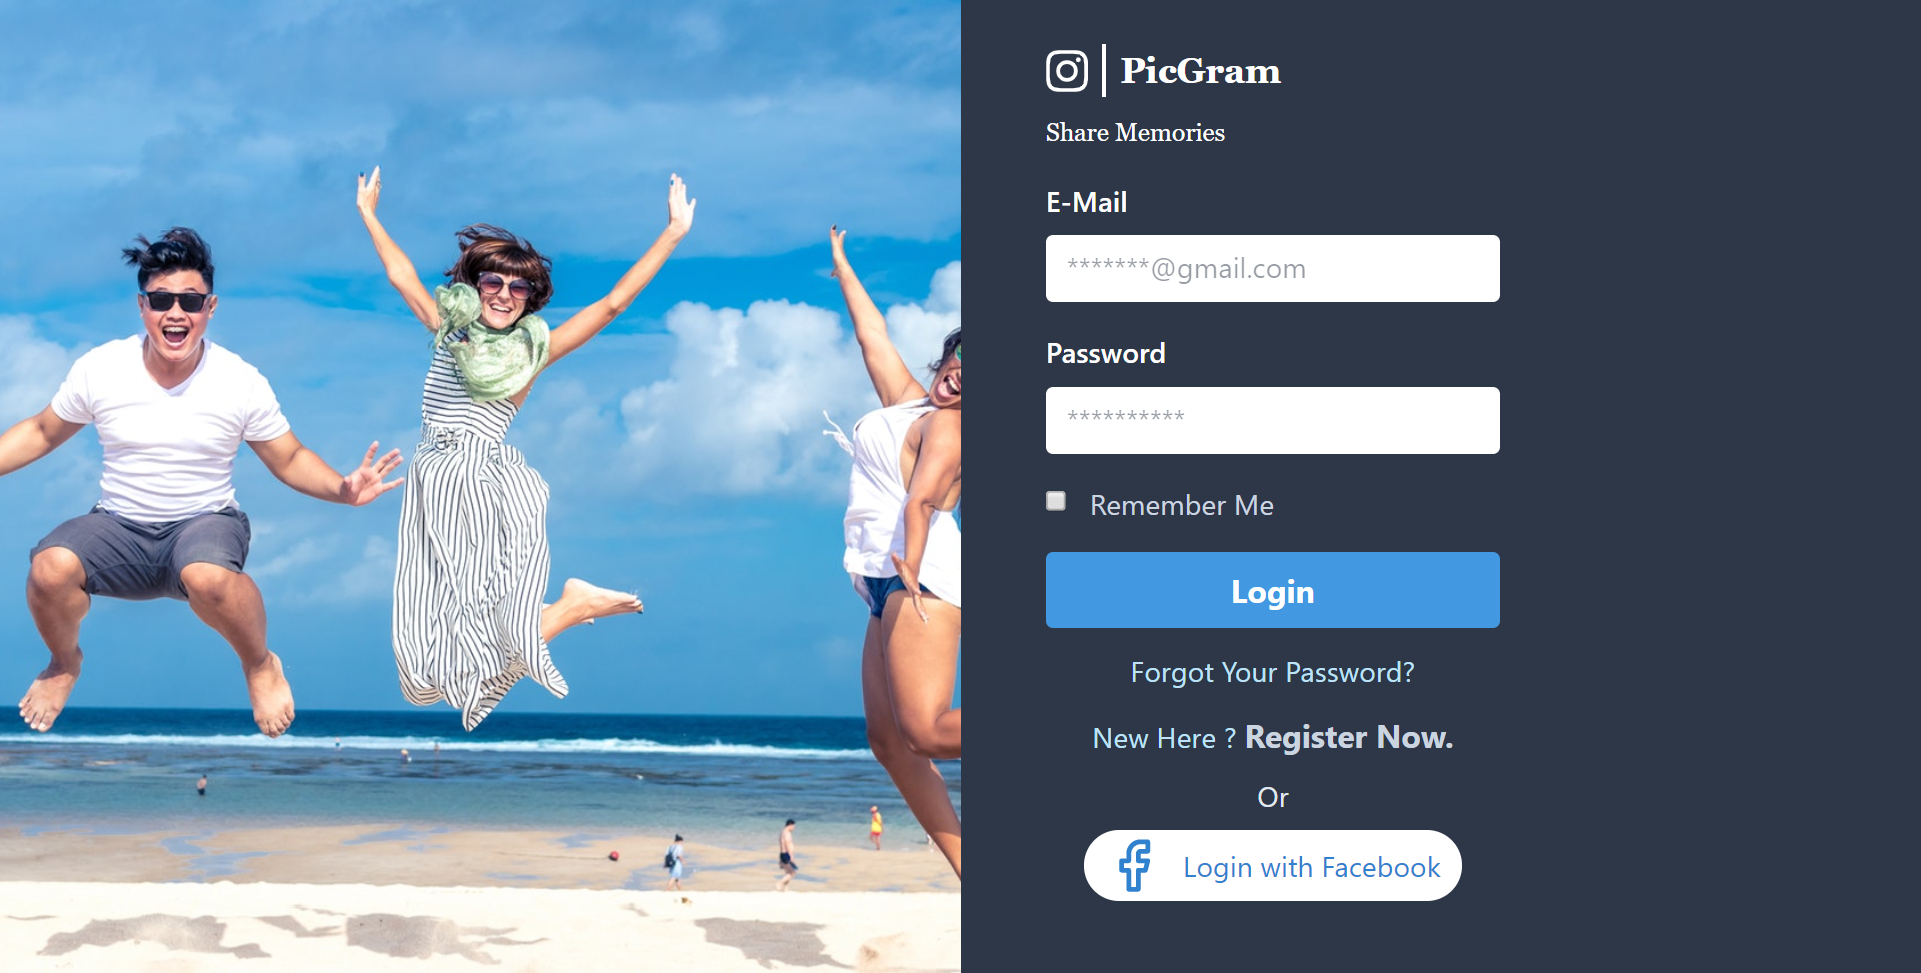 PicGram
Share Memories
E-Mail
*******@gmail.com
Password
**********
Remember Me
Login
Forgot Your Password?
New Here ? Register Now.
Or
Login with Facebook